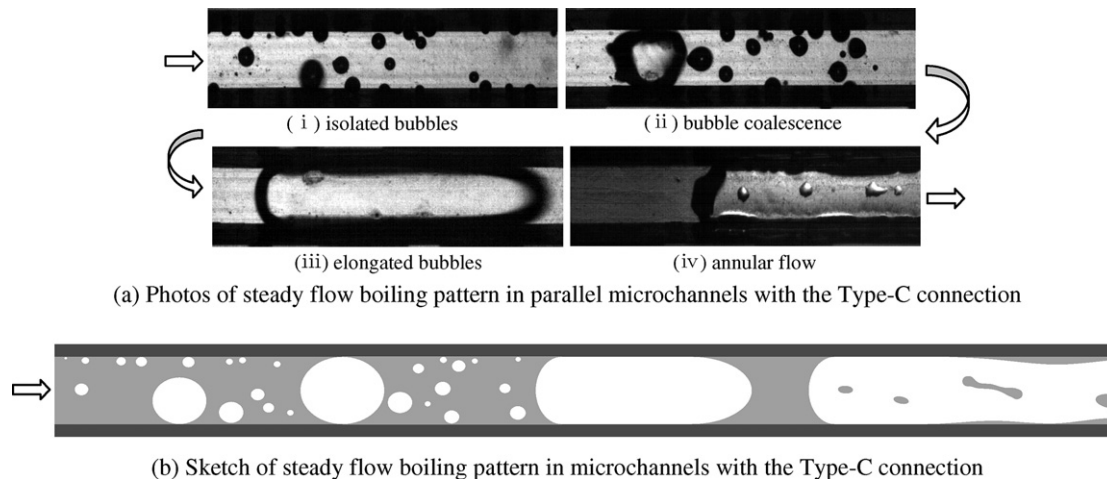 (ⅰ) isolated bubbles
(ⅱ) bubble coalescence
(ⅲ) elongated bubbles
(ⅳ) annular flow
(a) Photos of steady flow boiling pattern in parallel microchannels with the Type-C connection
(b) Sketch of steady flow boiling pattern in microchannels with the Type-C connection